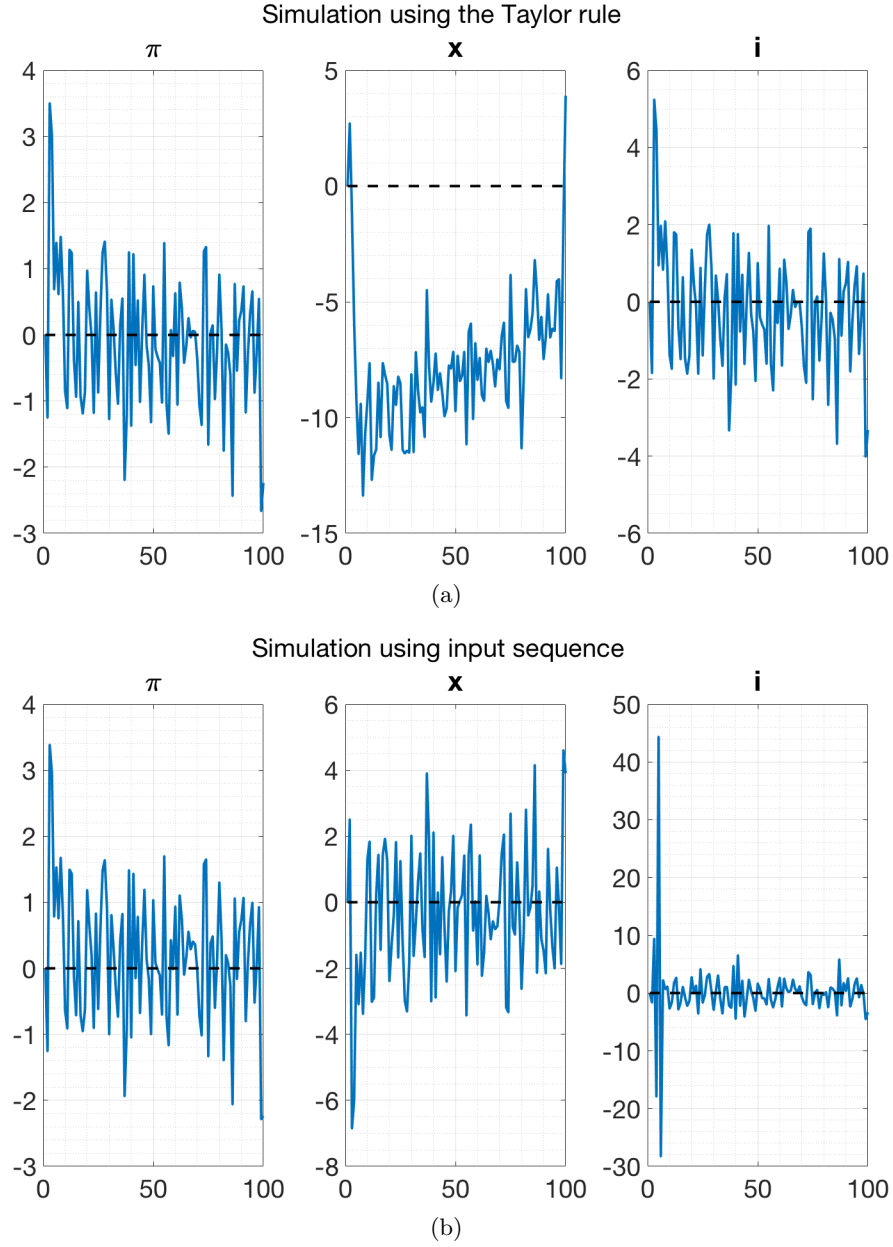 Simulation using the Taylor rule
π x i
4 5 6
3 4
2 0 2
1
0 -5 0
-1 -10 -2
-2 -4
-3 -15 -6
0 50 100 0 50 100 0 50 100
(a)
Simulation using input sequence
π x i
4 6 50
3 4 40
2 2 30
1 0 20
0 -2 10
-1 -4 0
-2 -6 -10
-3 -8 -20
-30
0 50 100 0 50 100 0 50 100
(b)